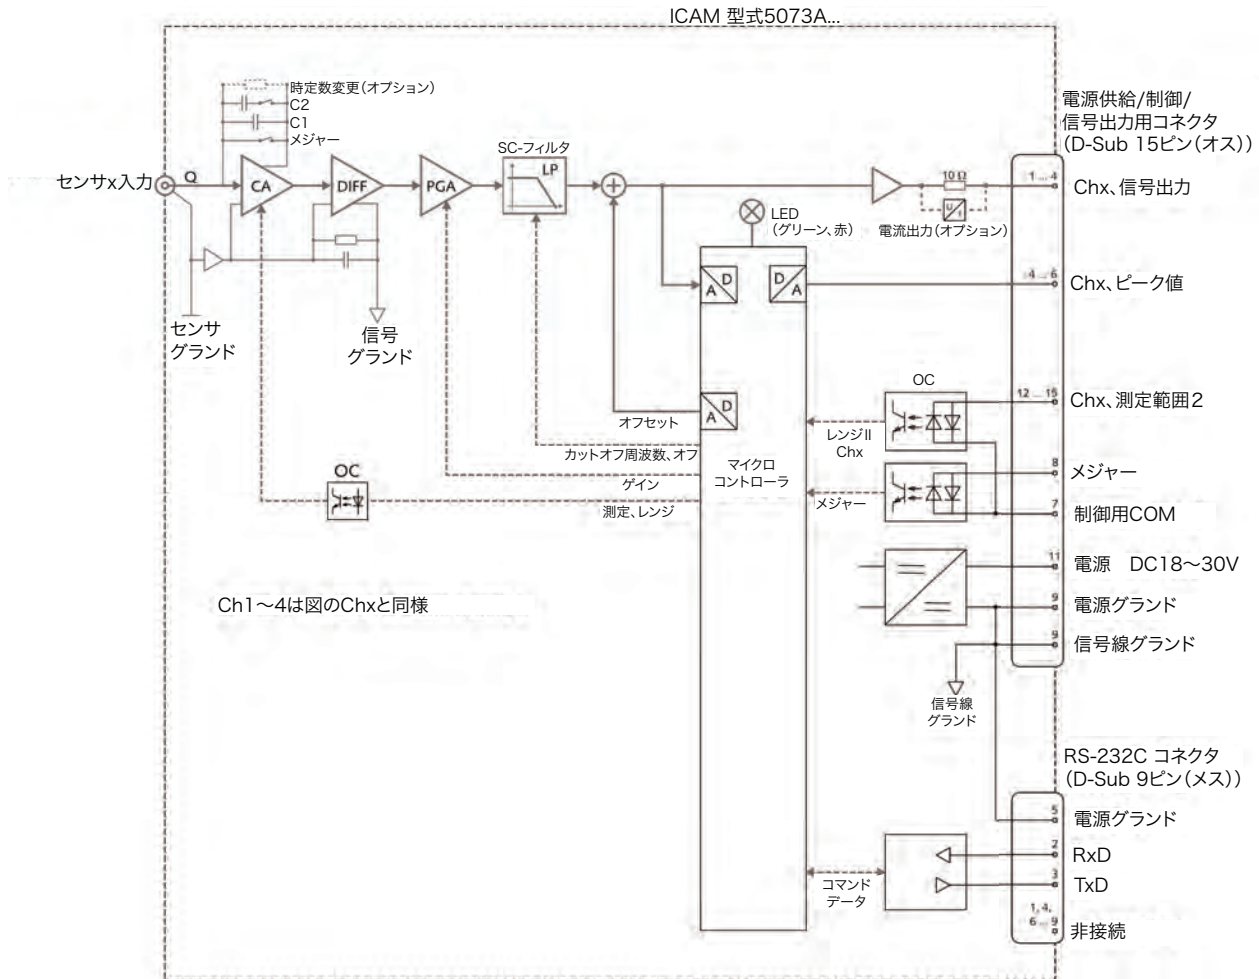 ICAM 型式5073A...
時定数変更(オプション)
C2
C1
メジャー
センサx入力
Q
CA
DIFF
PGA
SC-フィルタ
LP
10 Ω
U
I
電流出力(オプション)
LED
(グリーン、赤)
電源供給/制御/
信号出力用コネクタ
(D-Sub 15ピン(オス))
1 ... 4
Chx、信号出力
4 ... 6
Chx、ピーク値
センサ
グランド
信号
グランド
D
A
D
A
D
A
オフセット
カットオフ周波数、オフ
ゲイン
測定、レンジ
OC
マイクロ
コントローラ
OC
レンジⅡ
Chx
メジャー
12 ... 15
Chx、測定範囲2
8
メジャー
7
制御用COM
11
電源 DC18〜30V
9
電源グランド
9
信号線グランド
信号線
グランド
Ch1〜4は図のChxと同様
RS-232C コネクタ
(D-Sub 9ピン(メス))
5
電源グランド
2
RxD
3
TxD
1, 4,
6 ... 9
非接続
コマンド
データ